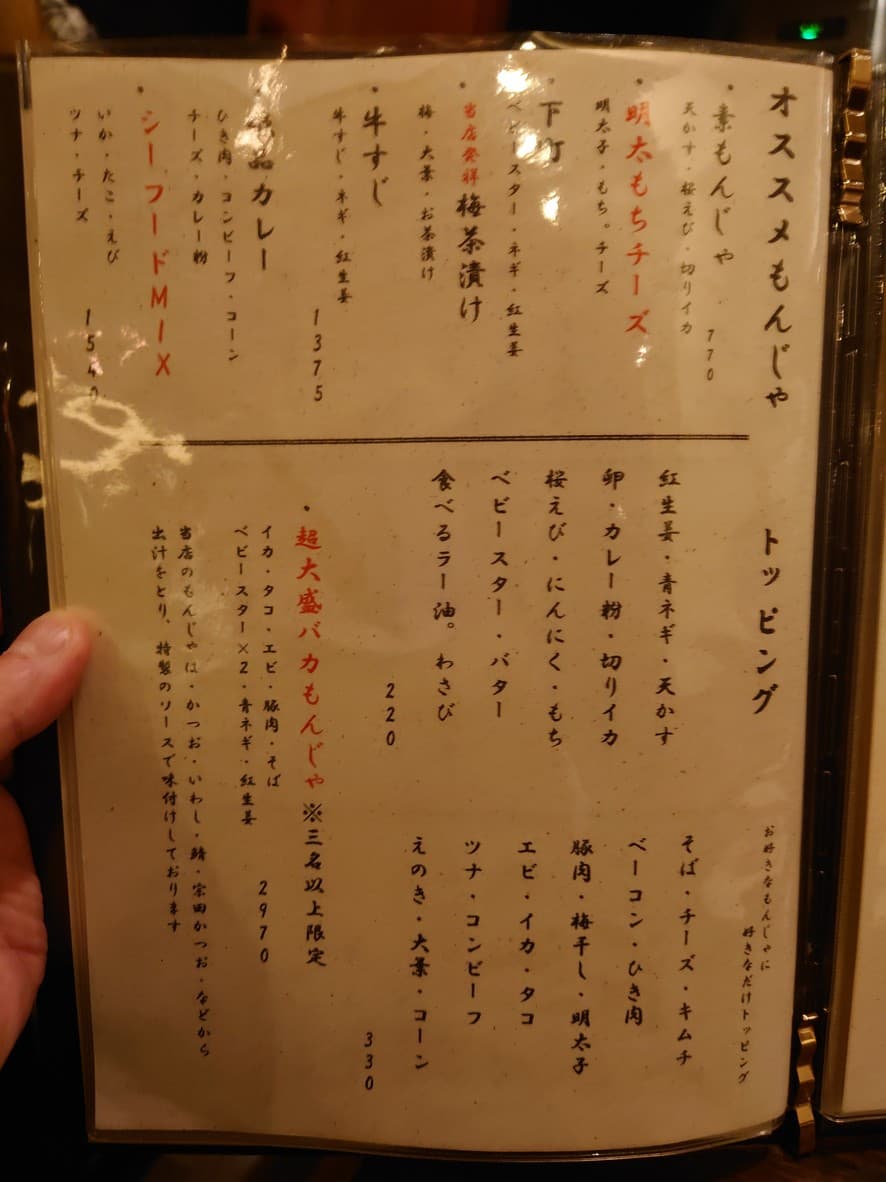 オススメもんじゃ
・素もんじゃ
天かす・桜えび・切りイカ
770
・明太もちチーズ
明太子・もち。チーズ
・下町
ベビースター・ネギ・紅生姜
・当店発祥 梅茶漬け
梅・大葉・お茶漬け
・牛すじ
牛すじ・ネギ・紅生姜
1375
品カレー
ひき肉・コンビーフ・コーン
チーズ・カレー粉
・シーフードMIX
いか・たこ・えび
ツナ・チーズ
1540
トッピング
お好きなもんじゃに
好きなだけトッピング
紅生姜・青ネギ・天かす
卵・カレー粉・切りイカ
桜えび・にんにく・もち
ベビースター・バター
食べるラー油。わさび
220
そば・チーズ・キムチ
ベーコン・ひき肉
豚肉・梅干し・明太子
エビ・イカ・タコ
ツナ・コンビーフ
えのき・大葉・コーン
330
・超大盛バカもんじゃ※三名以上限定
イカ・タコ・エビ・豚肉・そば
ベビースター×2・青ネギ・紅生姜
2970
当店のもんじゃは・かつお・いわし・鯖・宗田かつお・などから
出汁をとり、特製のソースで味付けしております